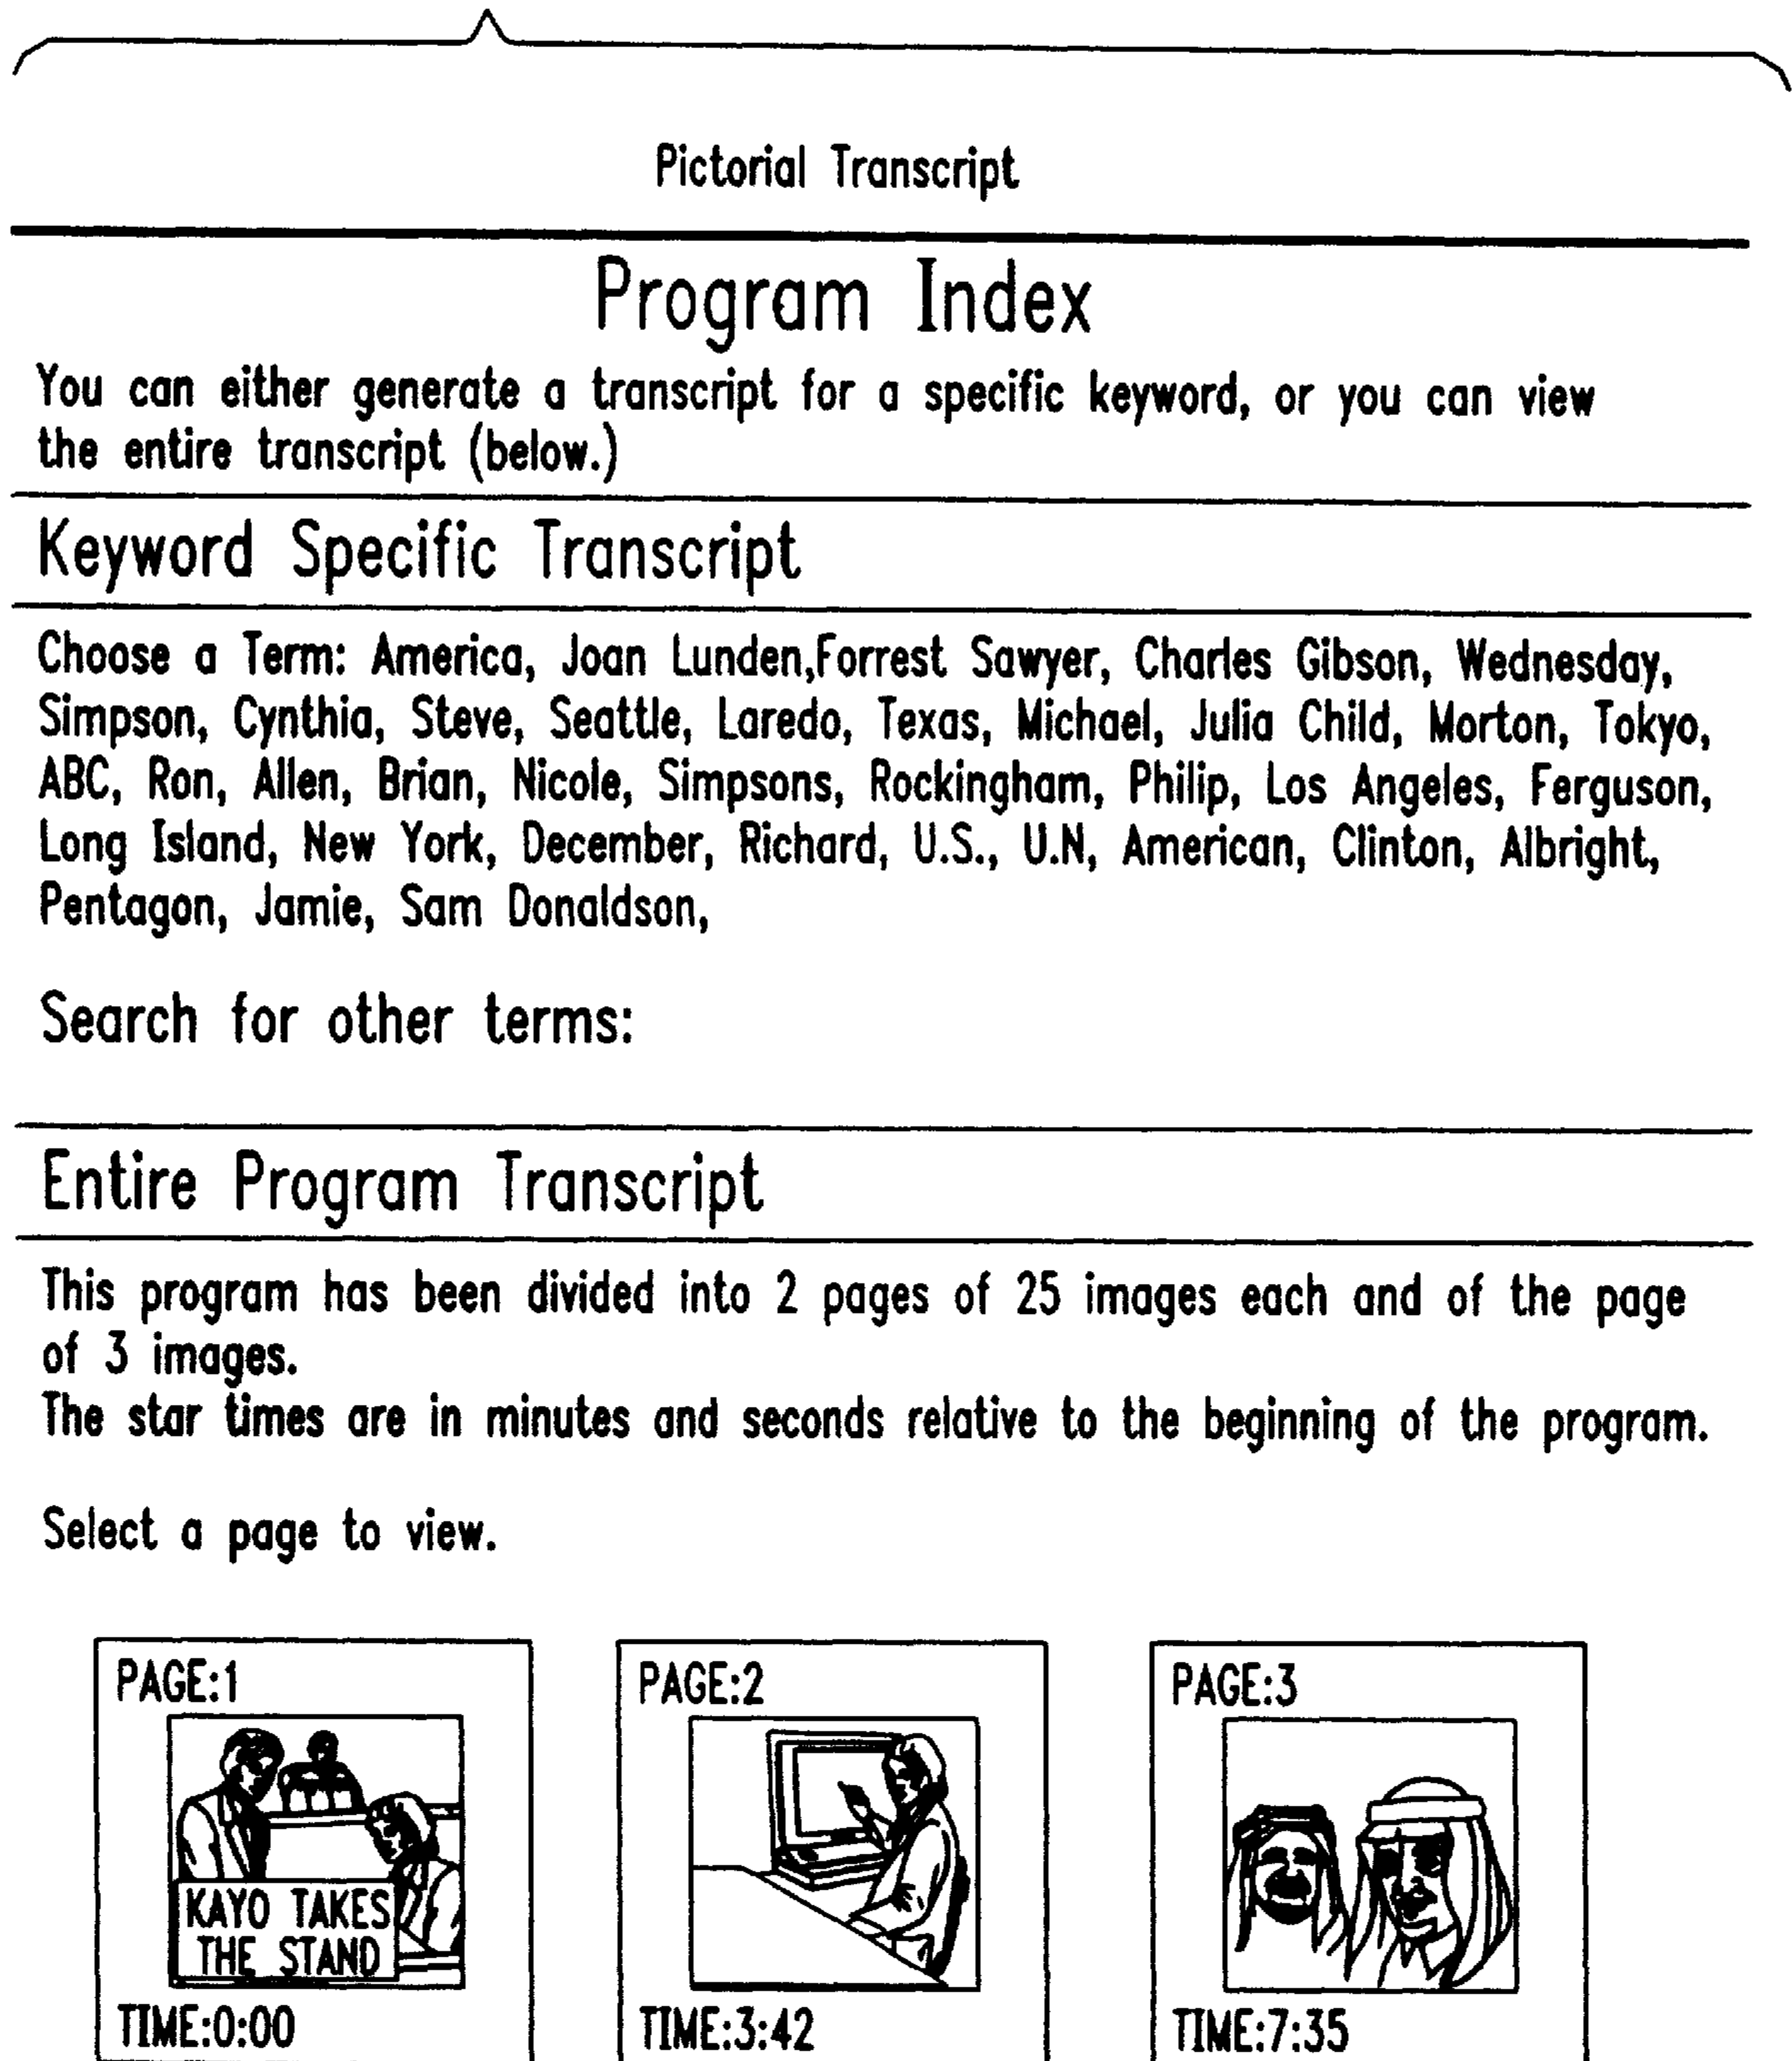 Pictorial Transcript
Program Index
You can either generate a transcript for a specific keyword, or you can view
the entire transcript (below.)
Keyword Specific Transcript
Choose a Term: America, Joan Lunden,Forrest Sawyer, Charles Gibson, Wednesday,
Simpson, Cynthia, Steve, Seattle, Laredo, Texas, Michael, Julia Child, Morton, Tokyo,
ABC, Ron, Allen, Brian, Nicole, Simpsons, Rockingham, Philip, Los Angeles, Ferguson,
Long Island, New York, December, Richard, U.S., U.N, American, Clinton, Albright,
Pentagon, Jamie, Sam Donaldson,
Search for other terms:
Entire Program Transcript
This program has been divided into 2 pages of 25 images each and of the page
of 3 images.
The star times are in minutes and seconds relative to the beginning of the program.
Select a page to view.
PAGE:1 PAGE:2 PAGE:3
KAYO TAKES
THE STAND
TIME:0:00 TIME:3:42 TIME:7:35